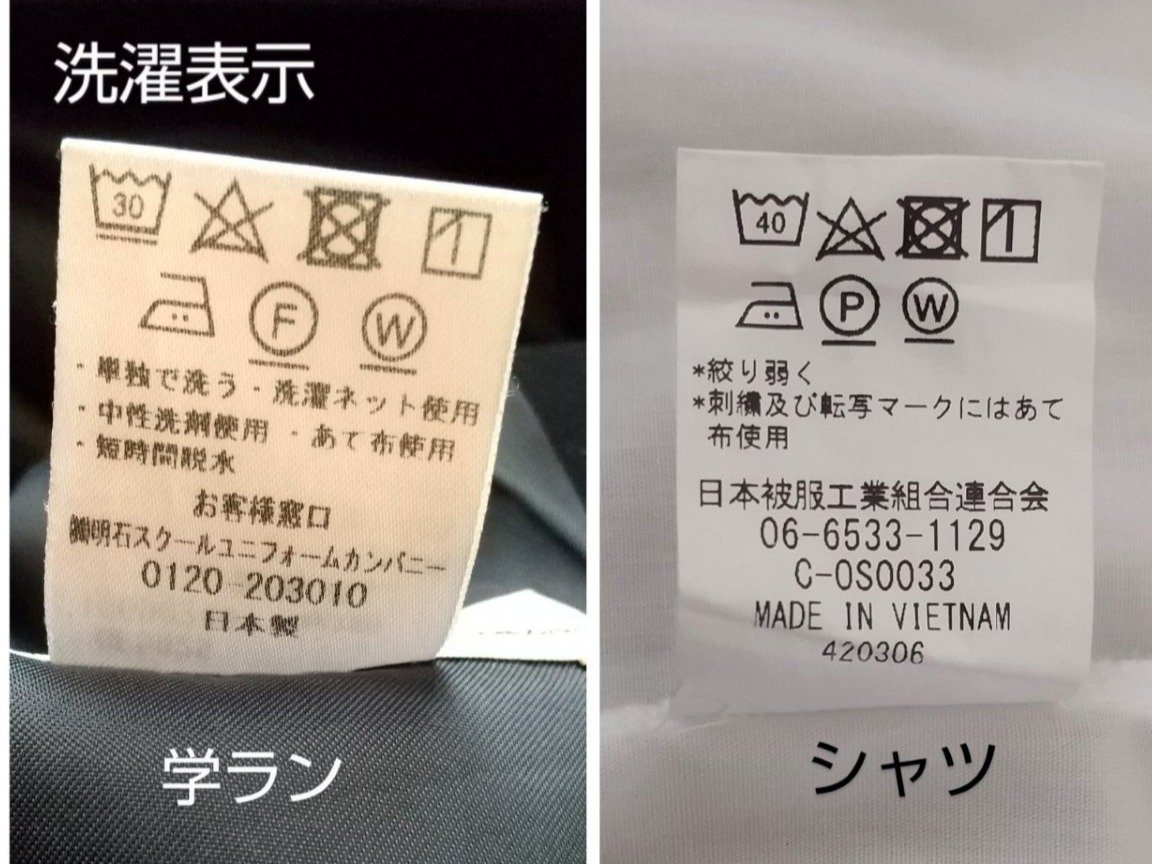 洗濯表示
30
F W
・単独で洗う ・洗濯ネット使用
・中性洗剤使用 ・あて布使用
・短時間脱水
お客様窓口
㈱明石スクールユニフォームカンパニー
0120-203010
日本製
学ラン
40
P W
*絞り弱く
*刺繍及び転写マークにはあて
布使用
日本被服工業組合連合会
06-6533-1129
C-OS0033
MADE IN VIETNAM
420306
シャツ